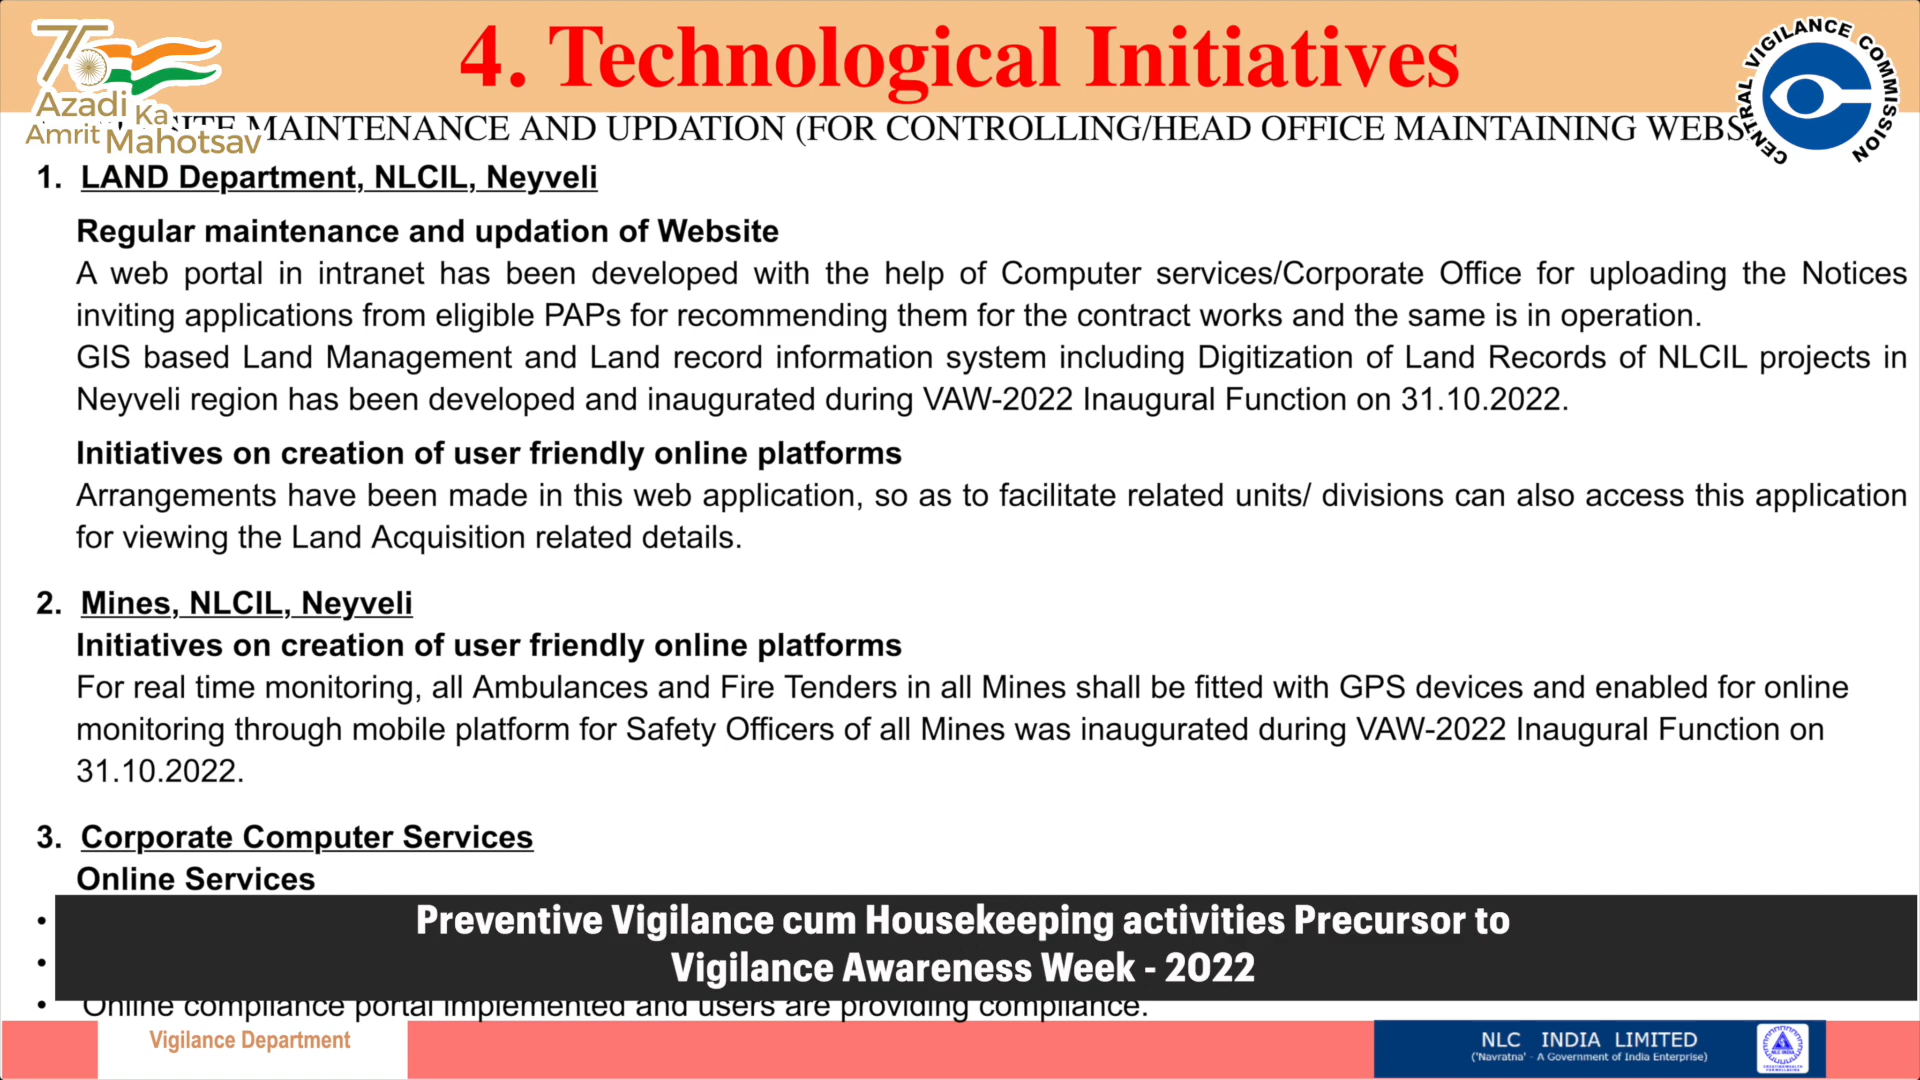 4. Technological Initiatives
Azadi Ka
Amrit Mahotsav
CENTRAL VIGILANCE COMMISSION
SITE MAINTENANCE AND UPDATION (FOR CONTROLLING/HEAD OFFICE MAINTAINING WEBS
1. LAND Department, NLCIL, Neyveli
Regular maintenance and updation of Website
A web portal in intranet has been developed with the help of Computer services/Corporate Office for uploading the Notices
inviting applications from eligible PAPs for recommending them for the contract works and the same is in operation.
GIS based Land Management and Land record information system including Digitization of Land Records of NLCIL projects in
Neyveli region has been developed and inaugurated during VAW-2022 Inaugural Function on 31.10.2022.
Initiatives on creation of user friendly online platforms
Arrangements have been made in this web application, so as to facilitate related units/ divisions can also access this application
for viewing the Land Acquisition related details.
2. Mines, NLCIL, Neyveli
Initiatives on creation of user friendly online platforms
For real time monitoring, all Ambulances and Fire Tenders in all Mines shall be fitted with GPS devices and enabled for online
monitoring through mobile platform for Safety Officers of all Mines was inaugurated during VAW-2022 Inaugural Function on
31.10.2022.
3. Corporate Computer Services
Online Services
Preventive Vigilance cum Housekeeping activities Precursor to
Vigilance Awareness Week - 2022
• Online compliance portal implemented and users are providing compliance.
Vigilance Department
NLC INDIA LIMITED
('Navratna' - A Government of India Enterprise)